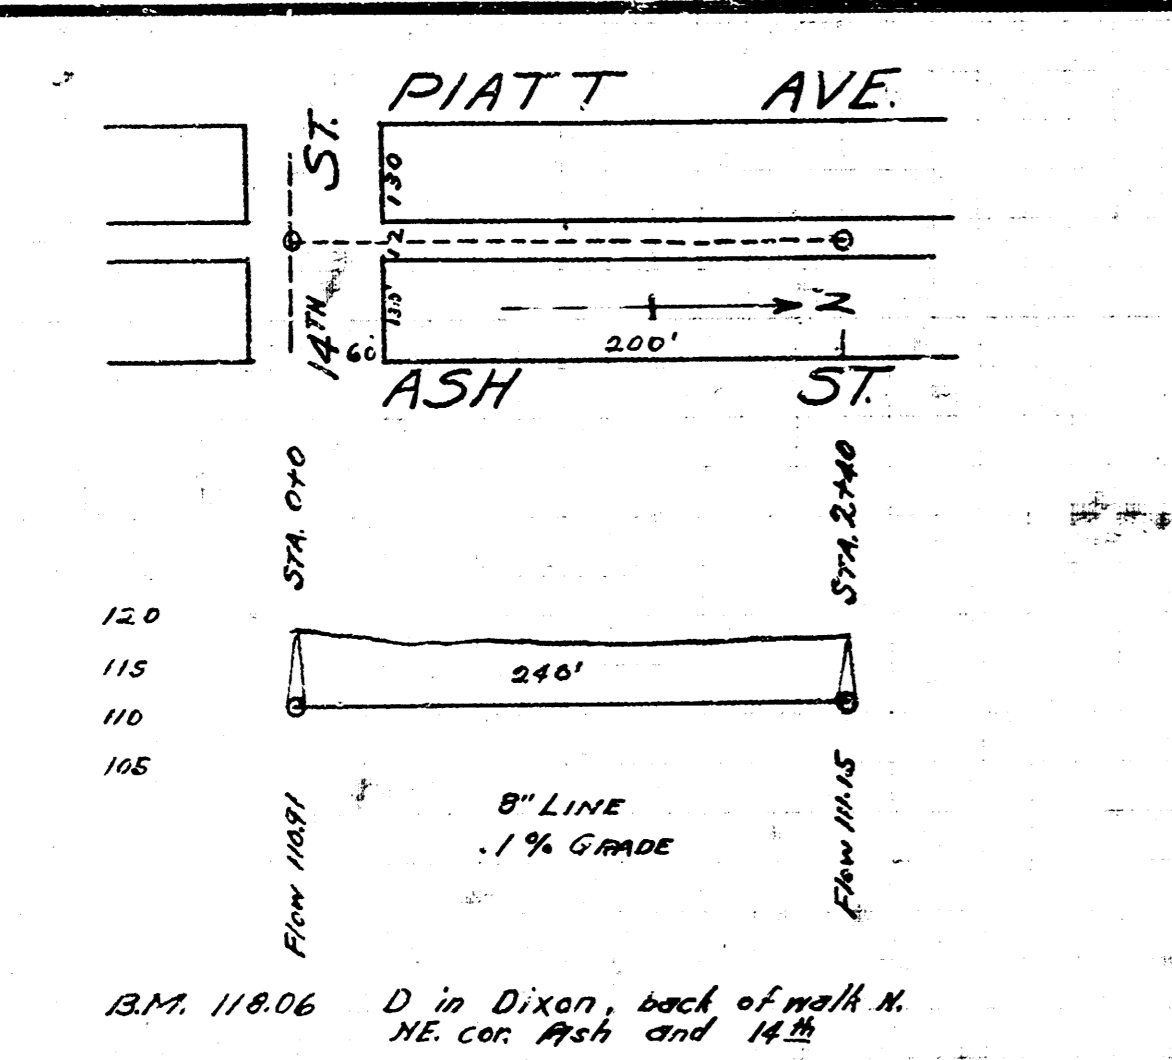 PIATT AVE.
14TH ST.
130
12
130'
60'
200'
N
ASH ST.
STA. 0+0
STA. 2+40
120
115
110
105
240'
8" LINE
.1% GRADE
Flow 110.91
Flow 111.15
B.M. 118.06 D in Dixon, back of walk N.
NE. cor. Ash and 14th